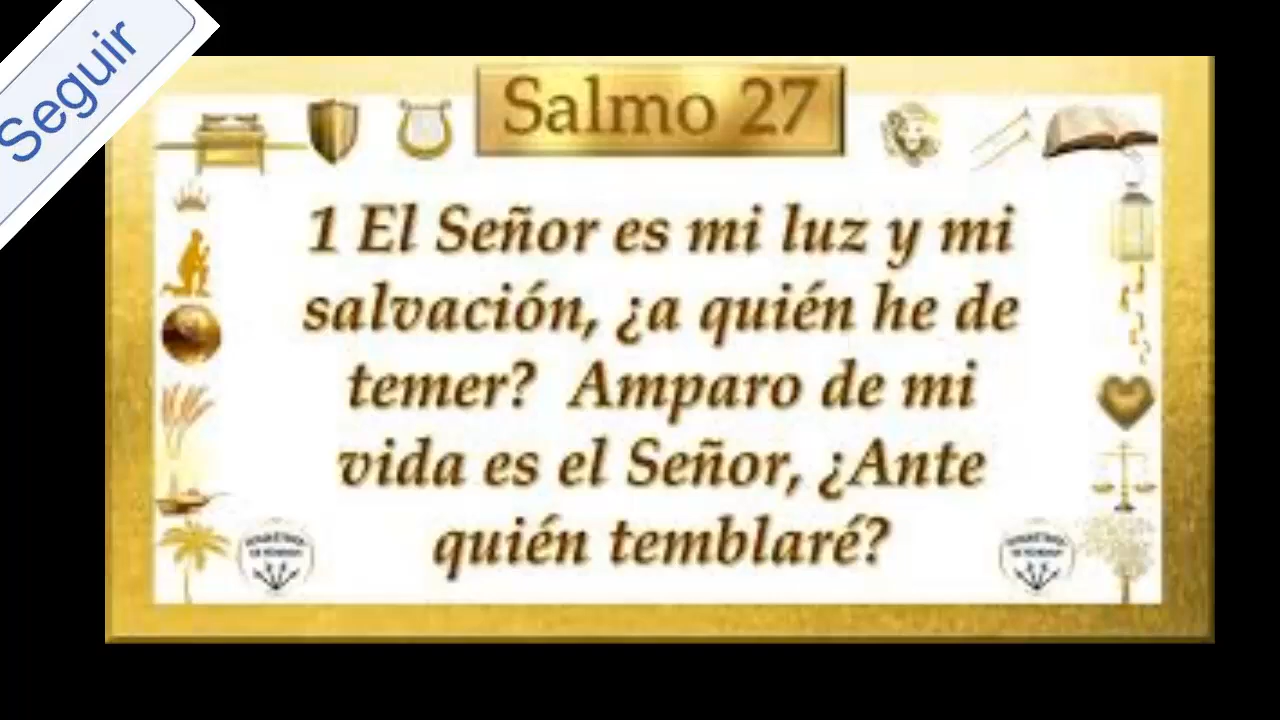 Seguir
Salmo 27
1 El Señor es mi luz y mi
salvación, ¿a quién he de
temer? Amparo de mi
vida es el Señor, ¿Ante
quién temblaré?